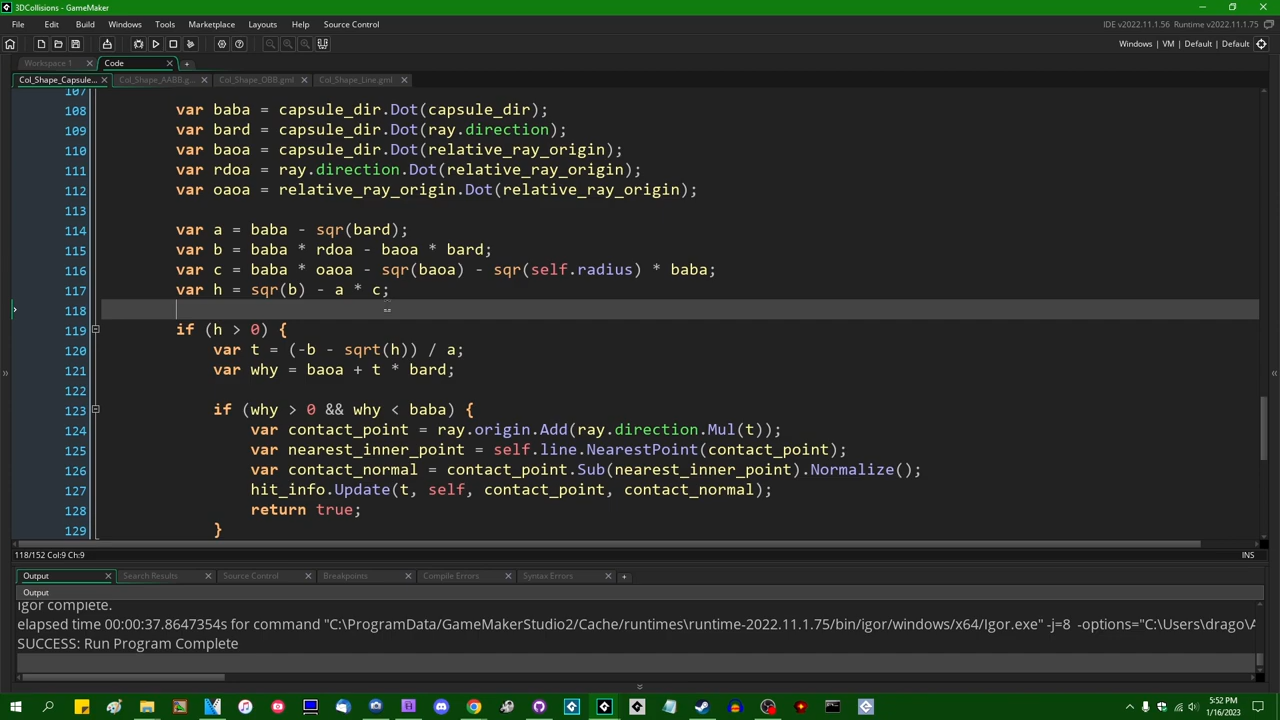 3DCollisions - GameMaker
File Edit Build Windows Tools Marketplace Layouts Help Source Control
IDE v2022.11.1.56 Runtime v2022.11.1.75
Windows | VM | Default | Default
Workspace 1 Code
Col_Shape_Capsule... Col_Shape_AABB.gml Col_Shape_OBB.gml Col_Shape_Line.gml
107
108 var baba = capsule_dir.Dot(capsule_dir);
109 var bard = capsule_dir.Dot(ray.direction);
110 var baoa = capsule_dir.Dot(relative_ray_origin);
111 var rdoa = ray.direction.Dot(relative_ray_origin);
112 var oaoa = relative_ray_origin.Dot(relative_ray_origin);
113
114 var a = baba - sqr(bard);
115 var b = baba * rdoa - baoa * bard;
116 var c = baba * oaoa - sqr(baoa) - sqr(self.radius) * baba;
117 var h = sqr(b) - a * c;
118
119 if (h > 0) {
120 var t = (-b - sqrt(h)) / a;
121 var why = baoa + t * bard;
122
123 if (why > 0 && why < baba) {
124 var contact_point = ray.origin.Add(ray.direction.Mul(t));
125 var nearest_inner_point = self.line.NearestPoint(contact_point);
126 var contact_normal = contact_point.Sub(nearest_inner_point).Normalize();
127 hit_info.Update(t, self, contact_point, contact_normal);
128 return true;
129 }
118/152 Col:9 Ch:9 INS
Output Search Results Source Control Breakpoints Compile Errors Syntax Errors
Output
Igor complete.
elapsed time 00:00:37.8647354s for command "C:\ProgramData/GameMakerStudio2/Cache/runtimes\runtime-2022.11.1.75/bin/igor/windows/x64/Igor.exe" -j=8 -options="C:\Users\drago\A
SUCCESS: Run Program Complete
5:52 PM
1/16/2023